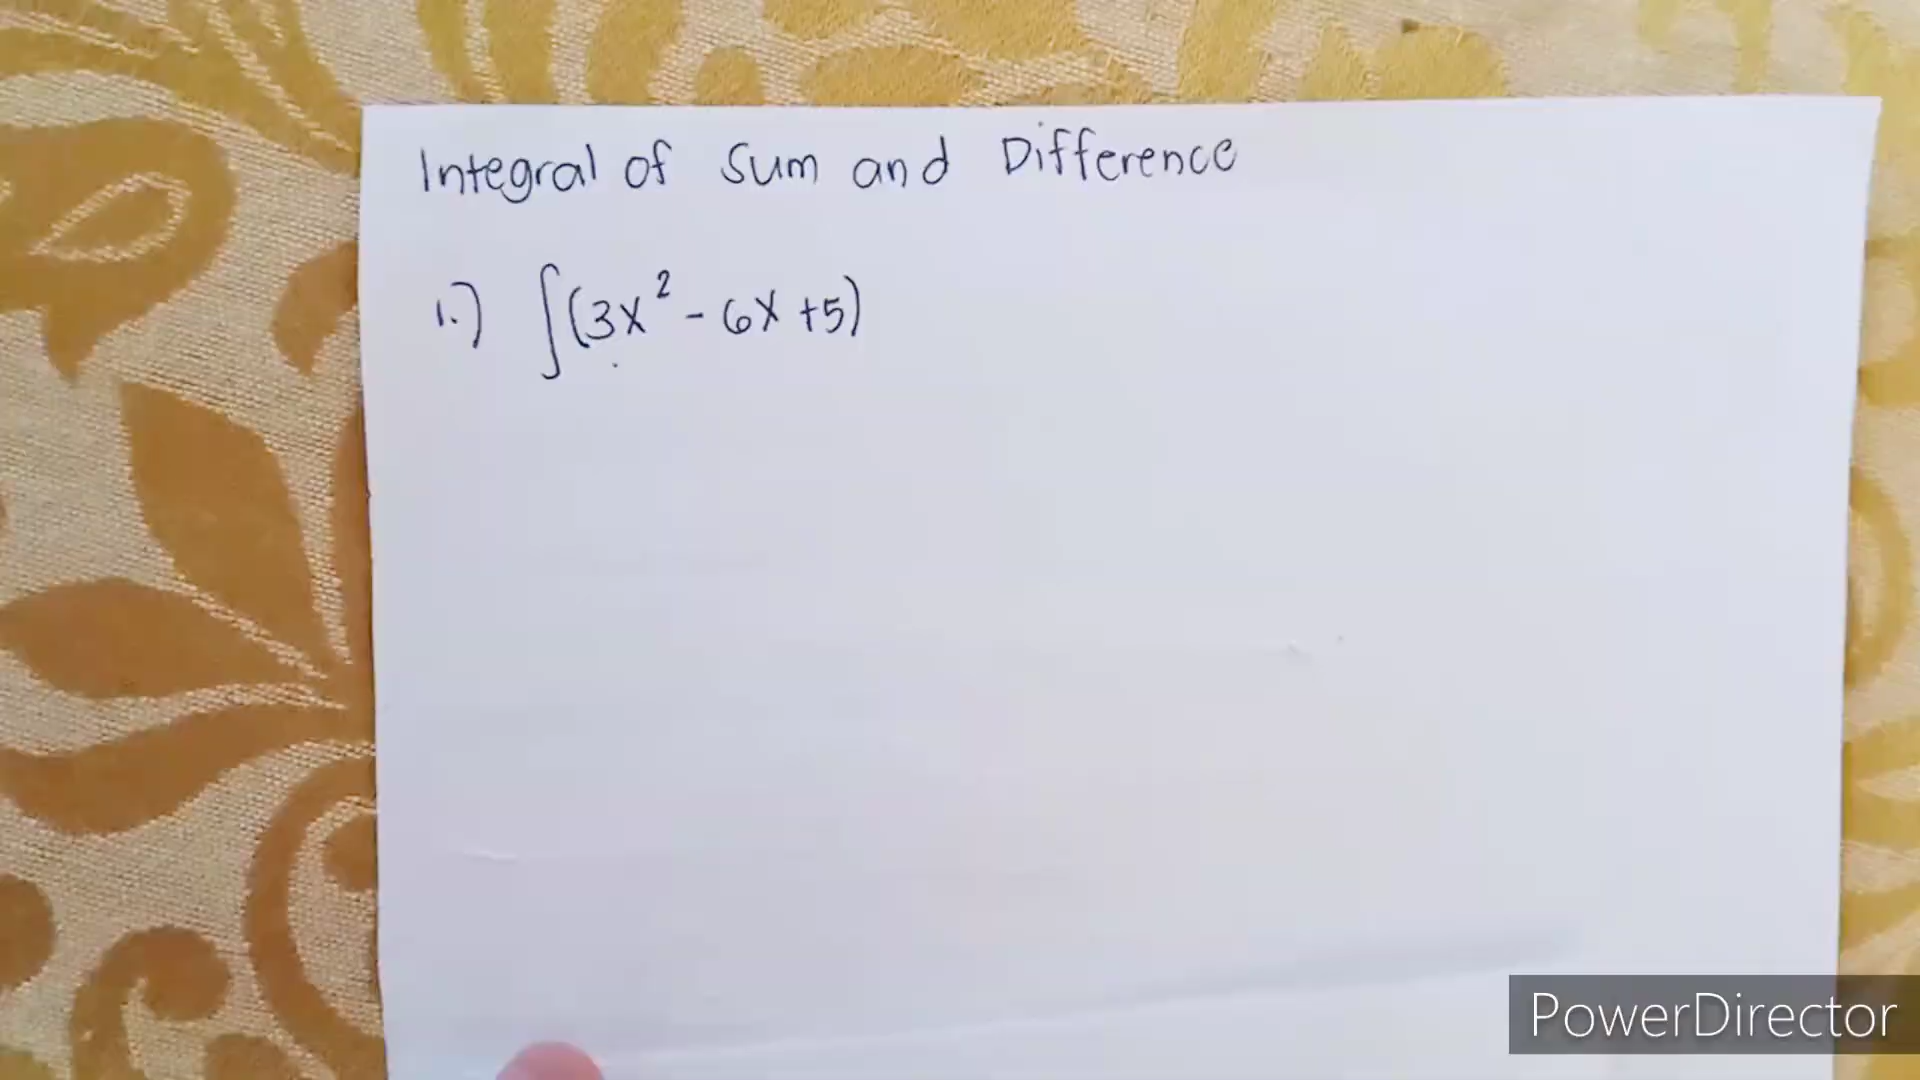 Integral of Sum and Difference
1.) ∫(3x² - 6x +5)
PowerDirector